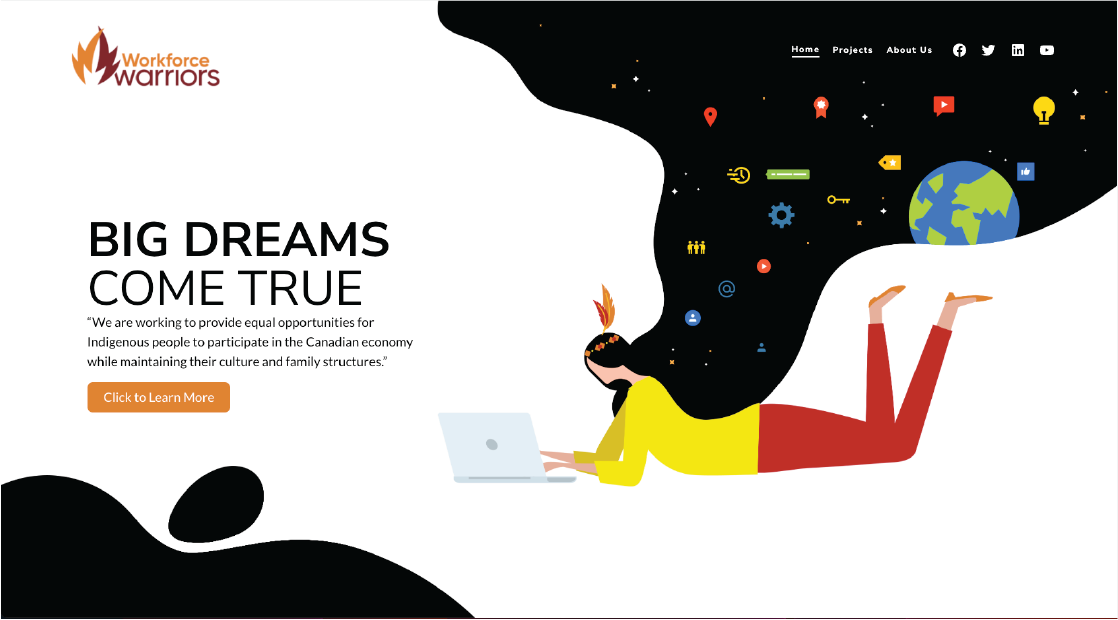 Workforce
warriors
Home Projects About Us
BIG DREAMS
COME TRUE
“We are working to provide equal opportunities for
Indigenous people to participate in the Canadian economy
while maintaining their culture and family structures.”
Click to Learn More